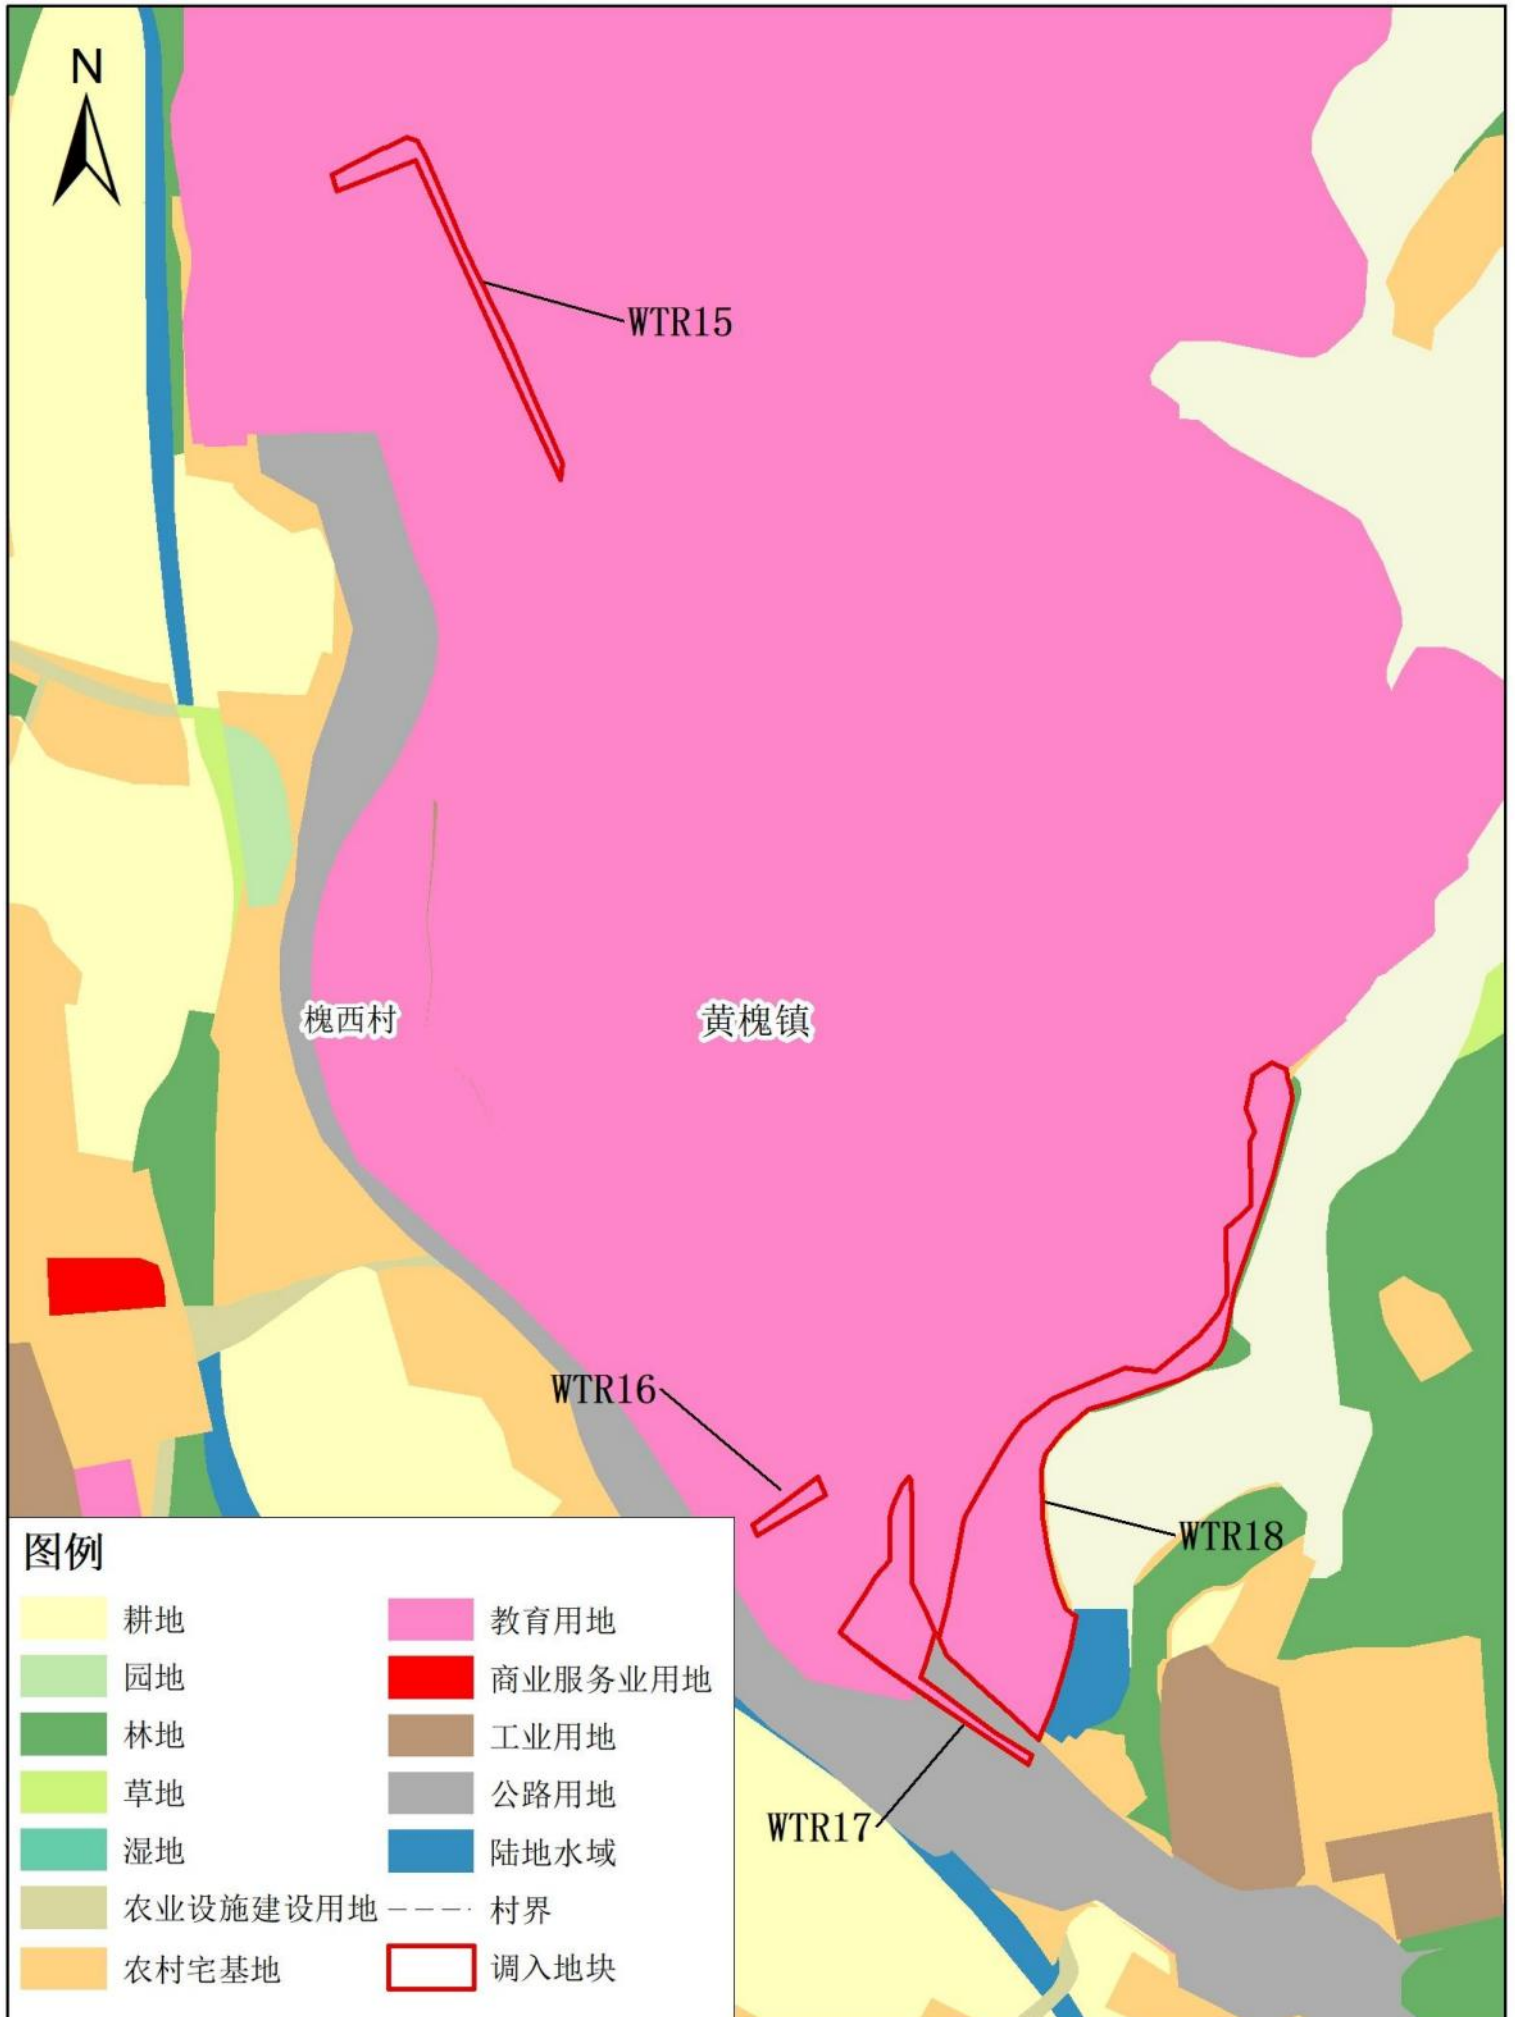 N
WTR15
槐西村
黄槐镇
WTR16
WTR18
WTR17
图例
耕地
教育用地
园地
商业服务业用地
林地
工业用地
草地
公路用地
湿地
陆地水域
农业设施建设用地
村界
农村宅基地
调入地块